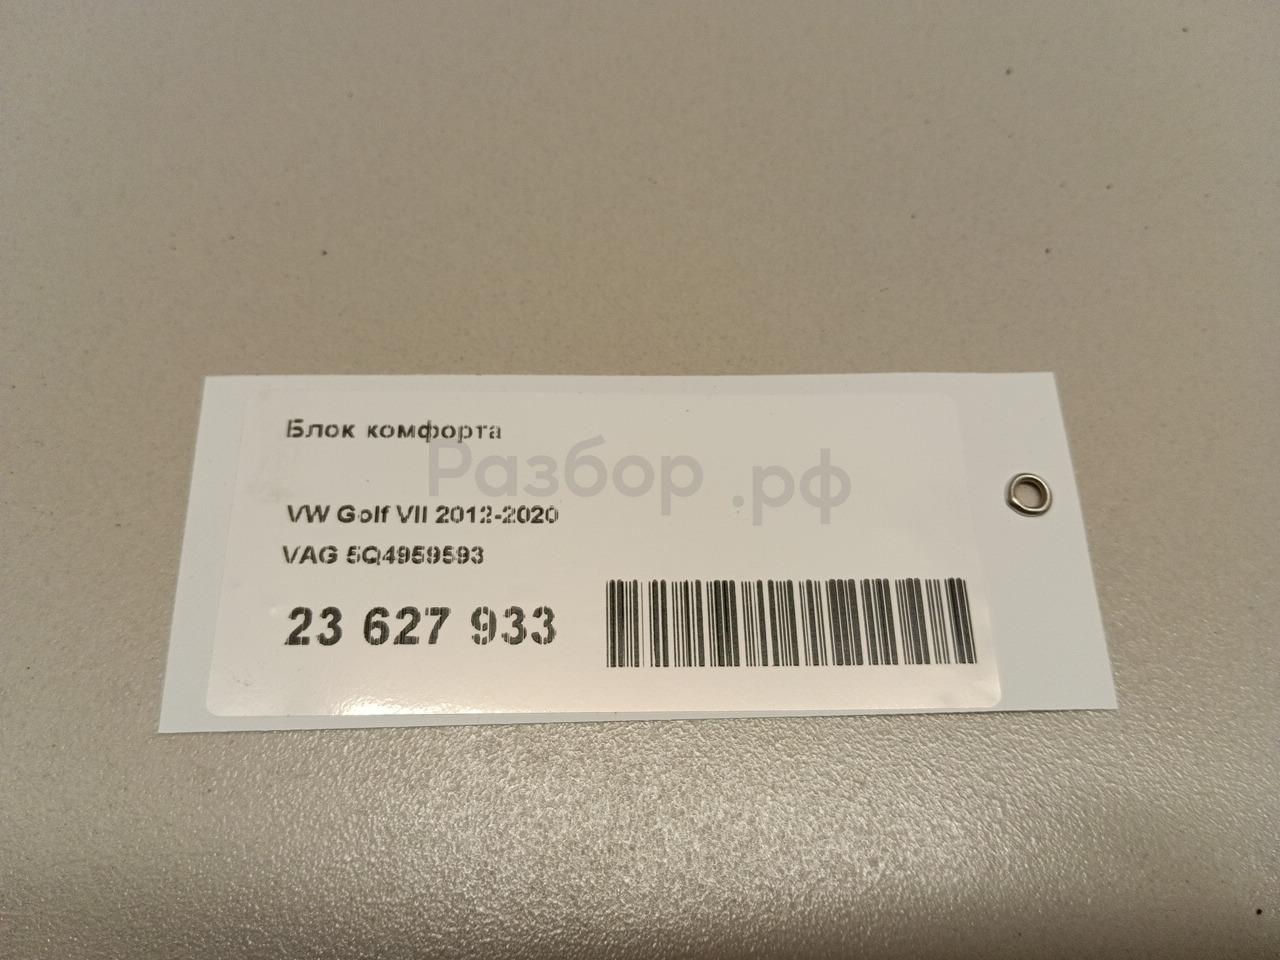 Блок комфорта
Разбор.рф
VW Golf VII 2012-2020
VAG 5Q4959593
23 627 933